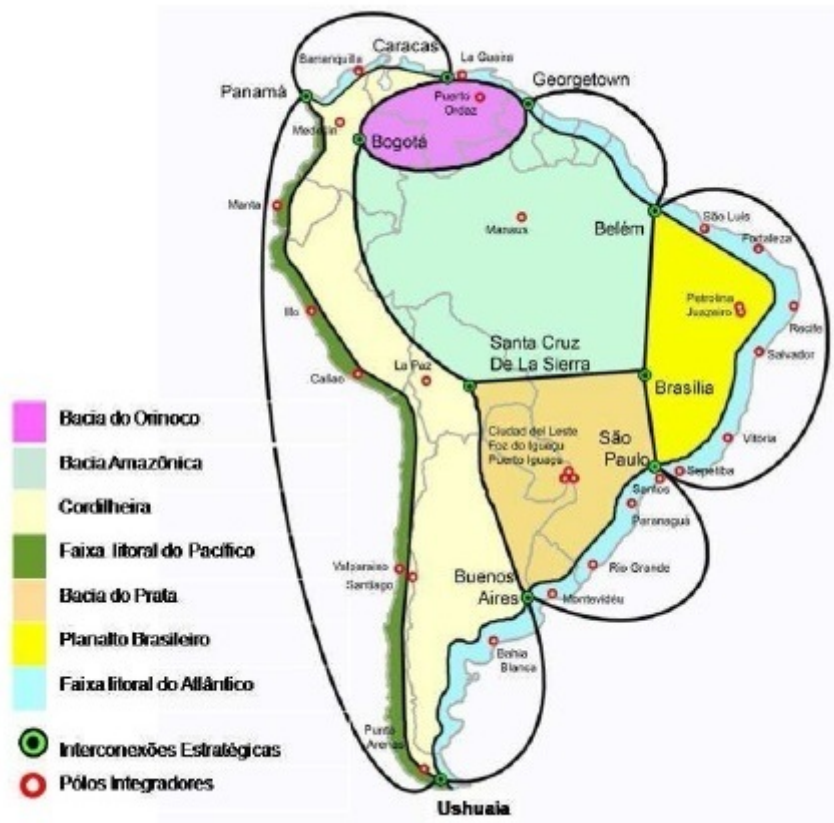 Caracas
La Guaira
Barranquilla
Panamá
Georgetown
Puerto
Ordaz
Medellin
Bogotá
Manta
Manaus
Belém
São Luís
Fortaleza
Petrolina
Juazeiro
Recife
Ilo
Santa Cruz
De La Sierra
Salvador
Callao
La Paz
Brasília
Bacia do Orinoco
Ciudad del Leste
Foz do Iguaçu
Puerto Iguaçu
São
Paulo
Vitória
Bacia Amazônica
Sepetiba
Santos
Cordilheira
Paranaguá
Faixa litoral do Pacífico
Valparaiso
Santiago
Rio Grande
Buenos
Aires
Montevidéu
Bacia do Prata
Planalto Brasileiro
Bahia
Blanca
Faixa litoral do Atlântico
Punta
Arenas
Interconexões Estratégicas
Pólos Integradores
Ushuaia